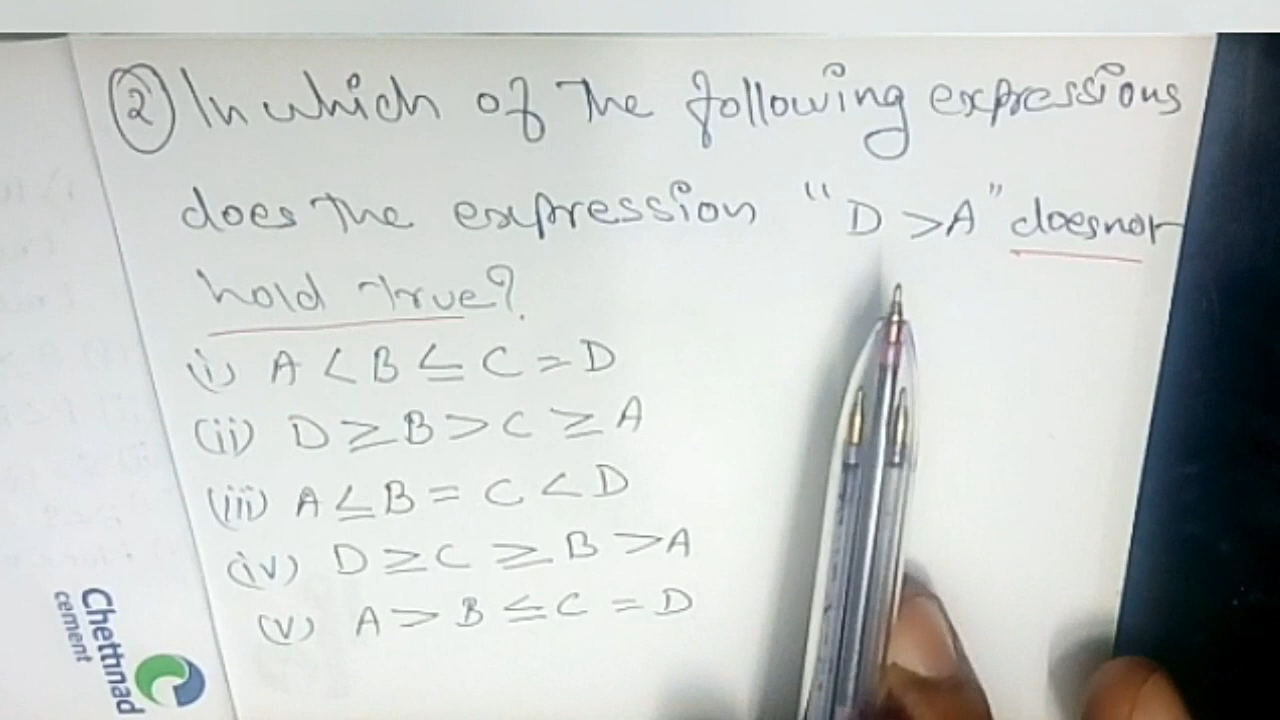 ② In which of the following expressions
does the expression "D > A" doesnot
hold true?
(i) A < B ≤ C = D
(ii) D ≥ B > C ≥ A
(iii) A ≤ B = C < D
(iv) D ≥ C ≥ B > A
(v) A > B ≤ C = D
Chettinad
cement